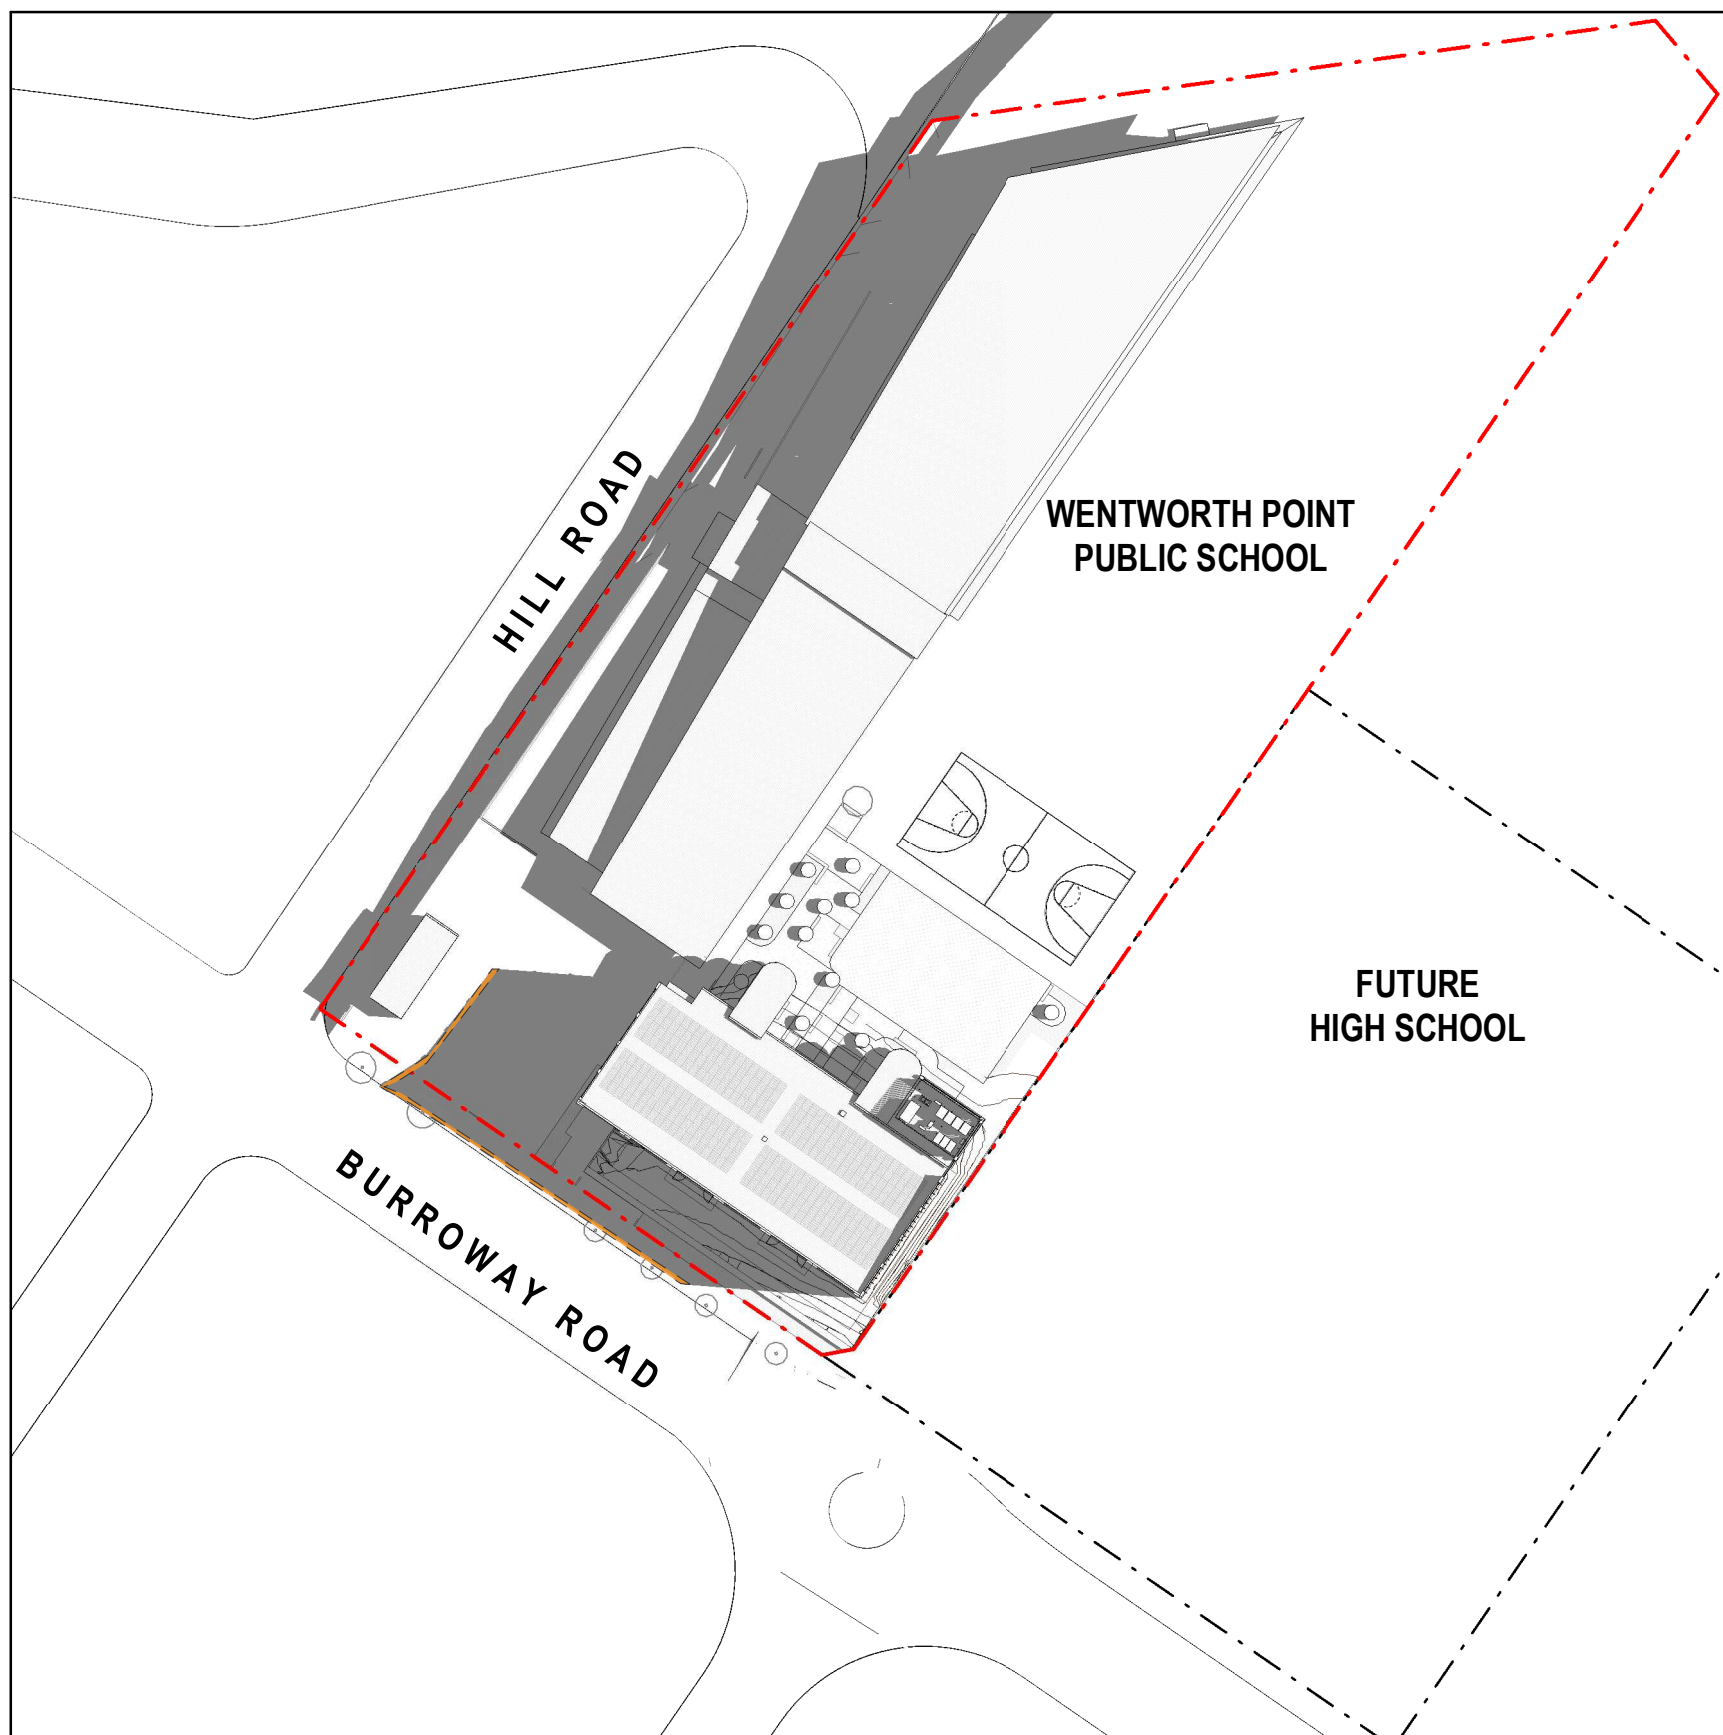 HILL ROAD
WENTWORTH POINT
PUBLIC SCHOOL
FUTURE
HIGH SCHOOL
BURROWAY ROAD